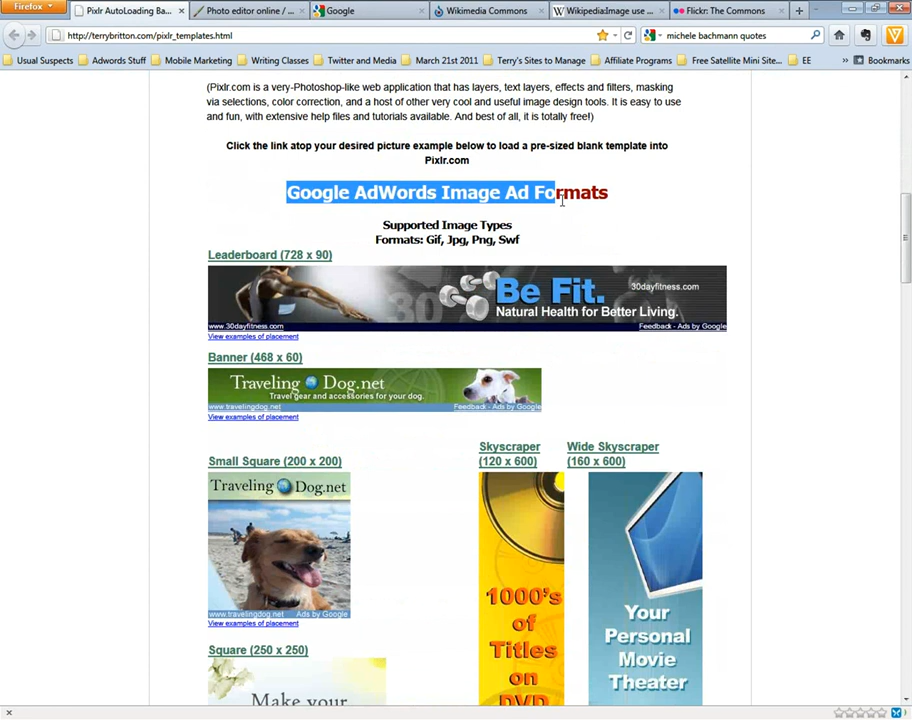 Firefox
Pixlr AutoLoading Ba...
Photo editor online / ...
Google
Wikimedia Commons
Wikipedia:Image use ...
Flickr: The Commons
http://terrybritton.com/pixlr_templates.html
michele bachmann quotes
Usual Suspects
Adwords Stuff
Mobile Marketing
Writing Classes
Twitter and Media
March 21st 2011
Terry's Sites to Manage
Affiliate Programs
Free Satellite Mini Site...
EE
Bookmarks
(Pixlr.com is a very-Photoshop-like web application that has layers, text layers, effects and filters, masking
via selections, color correction, and a host of other very cool and useful image design tools. It is easy to use
and fun, with extensive help files and tutorials available. And best of all, it is totally free!)
Click the link atop your desired picture example below to load a pre-sized blank template into
Pixlr.com
Google AdWords Image Ad Formats
Supported Image Types
Formats: Gif, Jpg, Png, Swf
Leaderboard (728 x 90)
30
Be Fit.
30dayfitness.com
Natural Health for Better Living.
www.30dayfitness.com
Feedback - Ads by Google
View examples of placement
Banner (468 x 60)
Traveling Dog.net
Travel gear and accessories for your dog.
www.travelingdog.net
Feedback - Ads by Google
View examples of placement
Small Square (200 x 200)
Traveling Dog.net
www.travelingdog.net
Ads by Google
View examples of placement
Square (250 x 250)
Make your
Skyscraper
(120 x 600)
1000's
of
Titles
on
DVD
Wide Skyscraper
(160 x 600)
Your
Personal
Movie
Theater